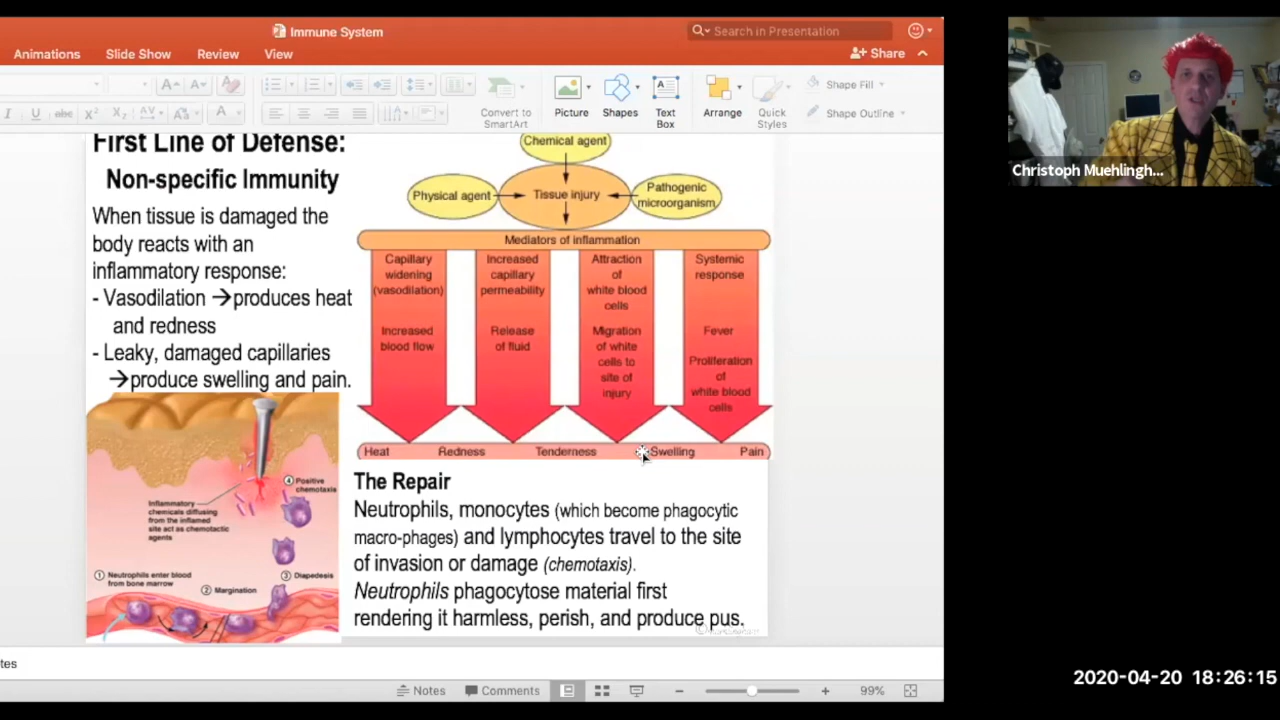 Immune System
Search in Presentation
Animations
Slide Show
Review
View
Share
Convert to
SmartArt
Picture
Shapes
Text
Box
Arrange
Quick
Styles
Shape Fill
Shape Outline
First Line of Defense:
Non-specific Immunity
When tissue is damaged the
body reacts with an
inflammatory response:
- Vasodilation →produces heat
and redness
- Leaky, damaged capillaries
→produce swelling and pain.
Chemical agent
Physical agent
Tissue injury
Pathogenic
microorganism
Mediators of inflammation
Capillary
widening
(vasodilation)
Increased
blood flow
Increased
capillary
permeability
Release
of fluid
Attraction
of
white blood
cells
Migration
of white
cells to
site of
injury
Systemic
response
Fever
Proliferation
of
white blood
cells
Heat Redness Tenderness Swelling Pain
Inflammatory
chemicals diffusing
from the inflamed
site act as chemotactic
agents
4 Positive
chemotaxis
1 Neutrophils enter blood
from bone marrow
2 Margination
3 Diapedesis
The Repair
Neutrophils, monocytes (which become phagocytic
macro-phages) and lymphocytes travel to the site
of invasion or damage (chemotaxis).
Neutrophils phagocytose material first
rendering it harmless, perish, and produce pus.
tes
Notes
Comments
99%
Christoph Muehlingh...
2020-04-20 18:26:15